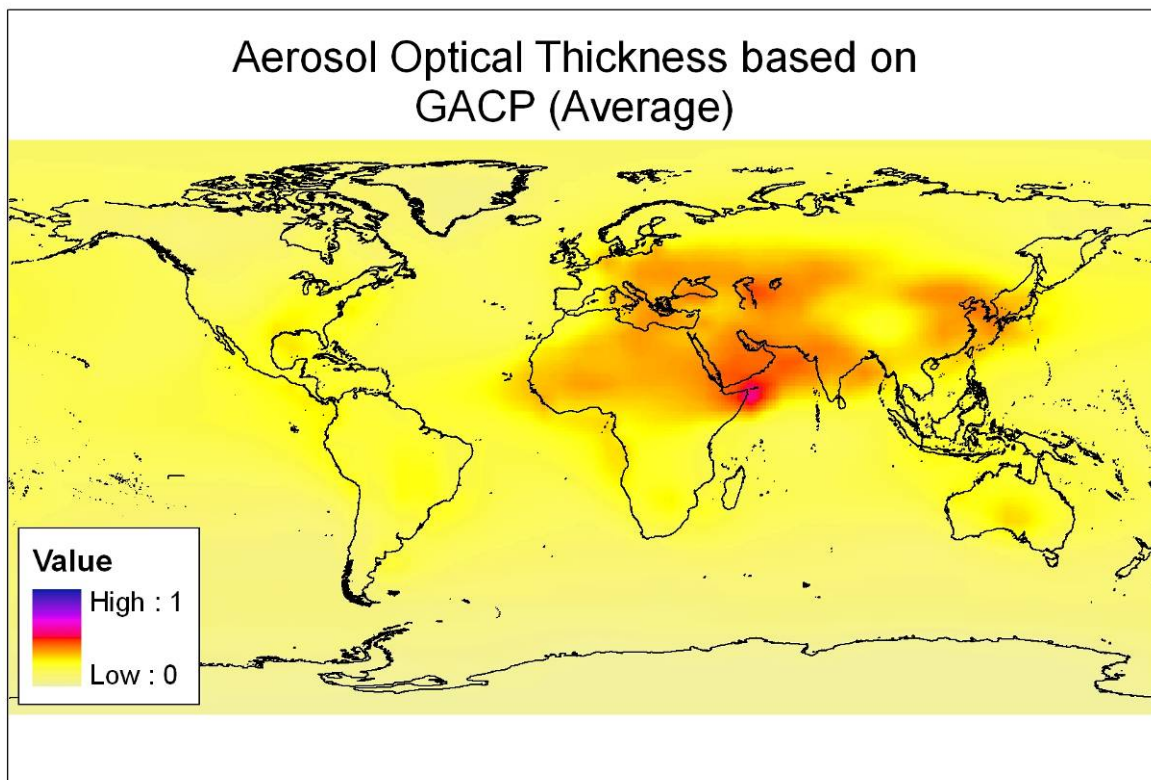 Aerosol Optical Thickness based on
GACP (Average)
Value
High : 1
Low : 0